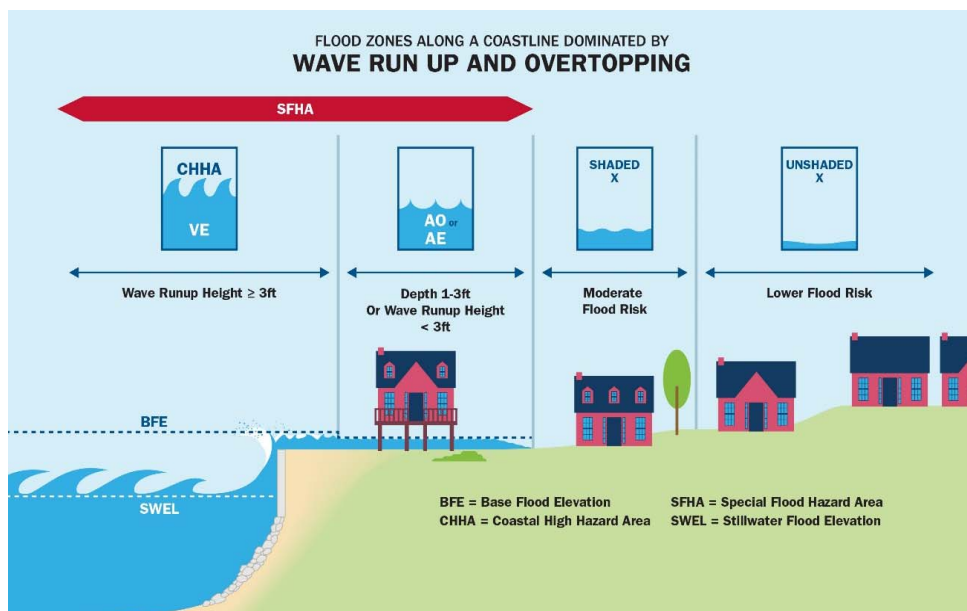 FLOOD ZONES ALONG A COASTLINE DOMINATED BY
WAVE RUN UP AND OVERTOPPING
SFHA
CHHA
VE
AO or
AE
SHADED
X
UNSHADED
X
Wave Runup Height ≥ 3ft
Depth 1-3ft
Or Wave Runup Height
< 3ft
Moderate
Flood Risk
Lower Flood Risk
BFE
SWEL
BFE = Base Flood Elevation
CHHA = Coastal High Hazard Area
SFHA = Special Flood Hazard Area
SWEL = Stillwater Flood Elevation